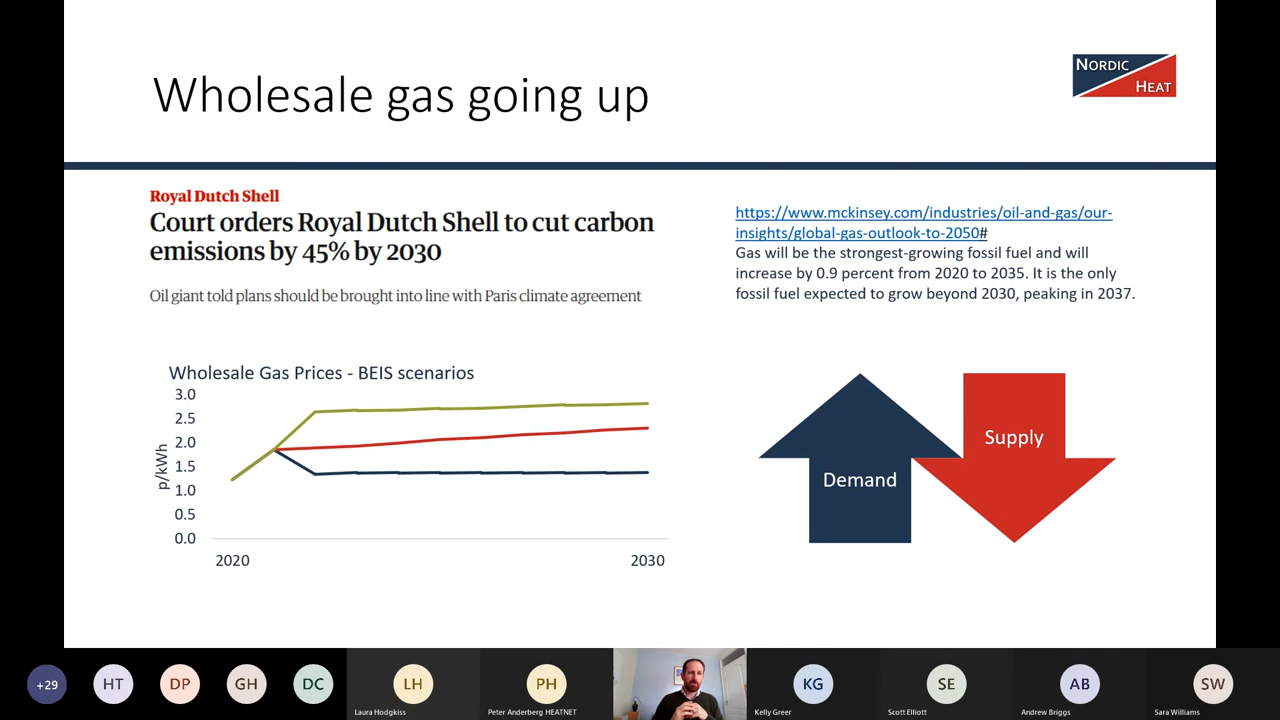 Wholesale gas going up
NORDIC
HEAT
Royal Dutch Shell
Court orders Royal Dutch Shell to cut carbon
emissions by 45% by 2030
Oil giant told plans should be brought into line with Paris climate agreement
https://www.mckinsey.com/industries/oil-and-gas/our-
insights/global-gas-outlook-to-2050#
Gas will be the strongest-growing fossil fuel and will
increase by 0.9 percent from 2020 to 2035. It is the only
fossil fuel expected to grow beyond 2030, peaking in 2037.
Wholesale Gas Prices - BEIS scenarios
3.0
2.5
2.0
1.5
1.0
0.5
0.0
p/kWh
2020
2030
Demand
Supply
+29
HT
DP
GH
DC
LH
Laura Hodgkiss
PH
Peter Anderberg HEATNET
KG
Kelly Greer
SE
Scott Elliott
AB
Andrew Briggs
SW
Sara Williams